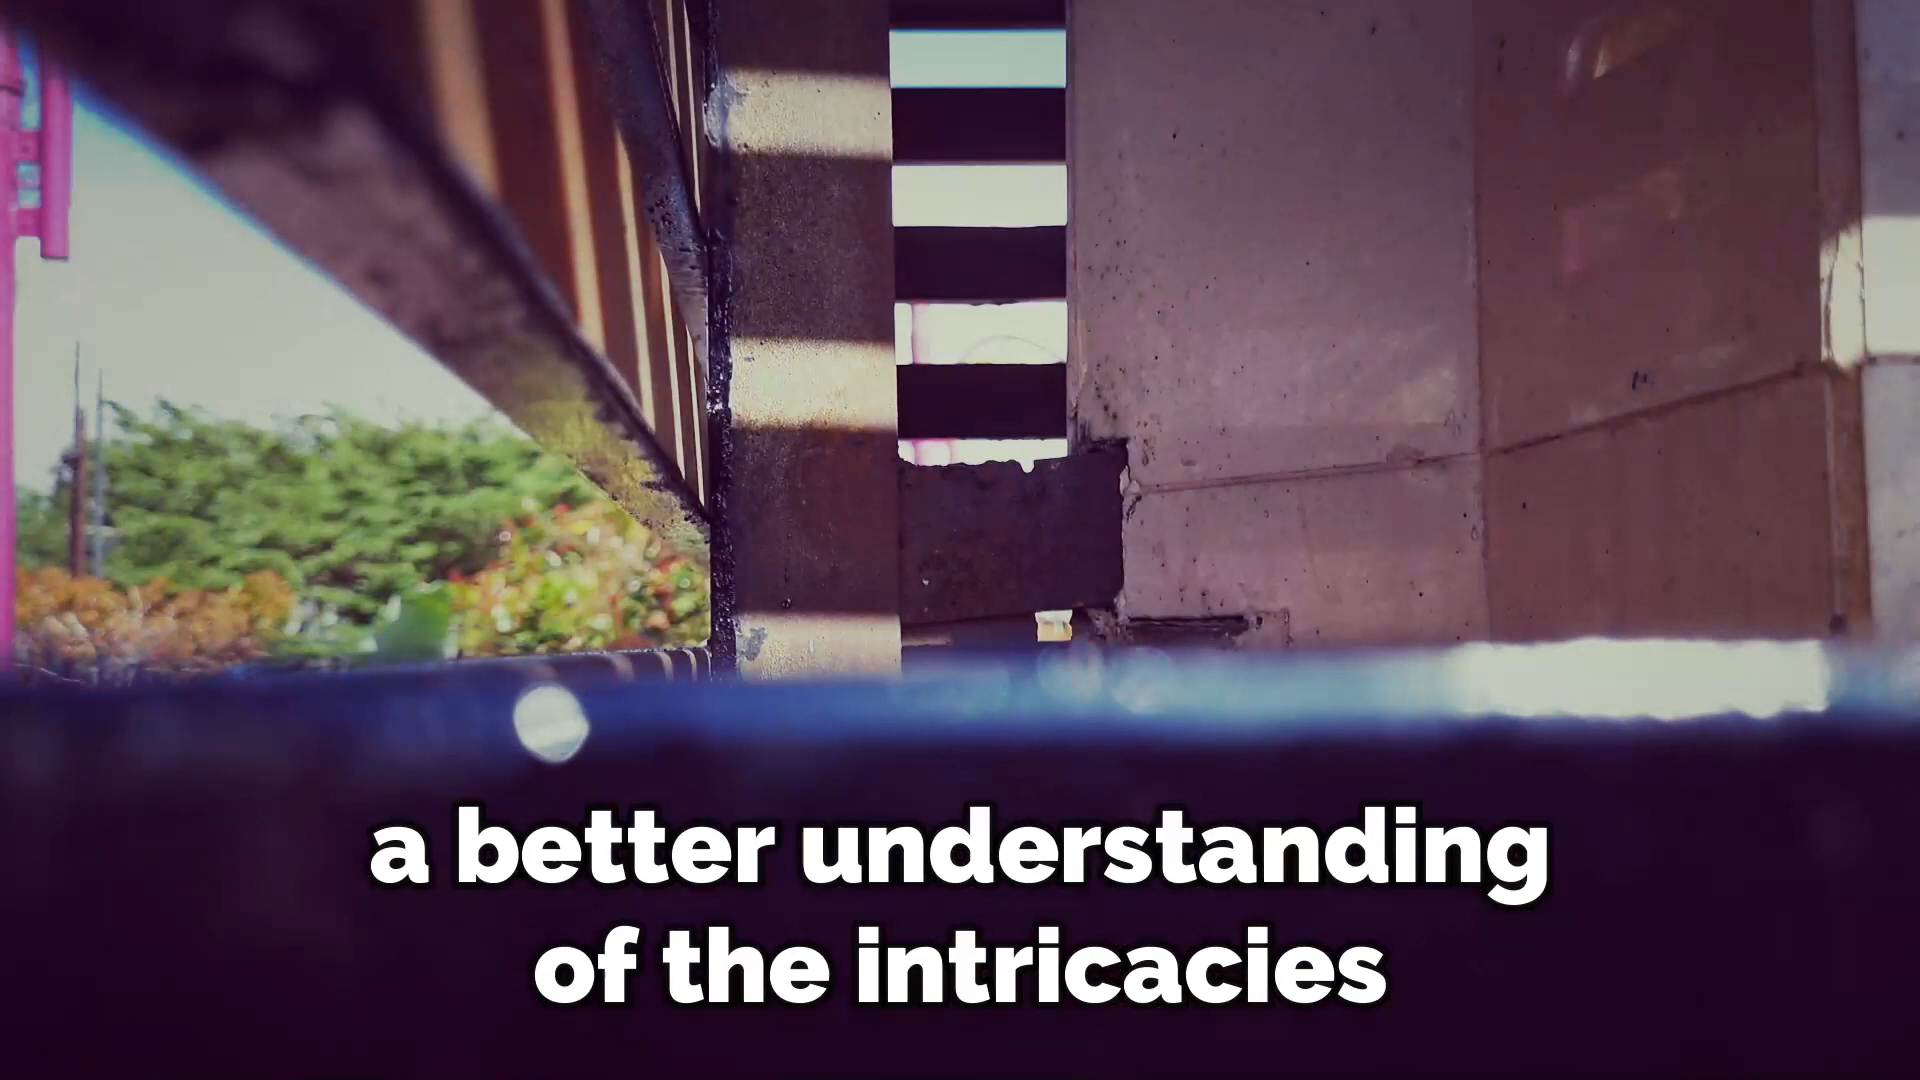 a better understanding
of the intricacies